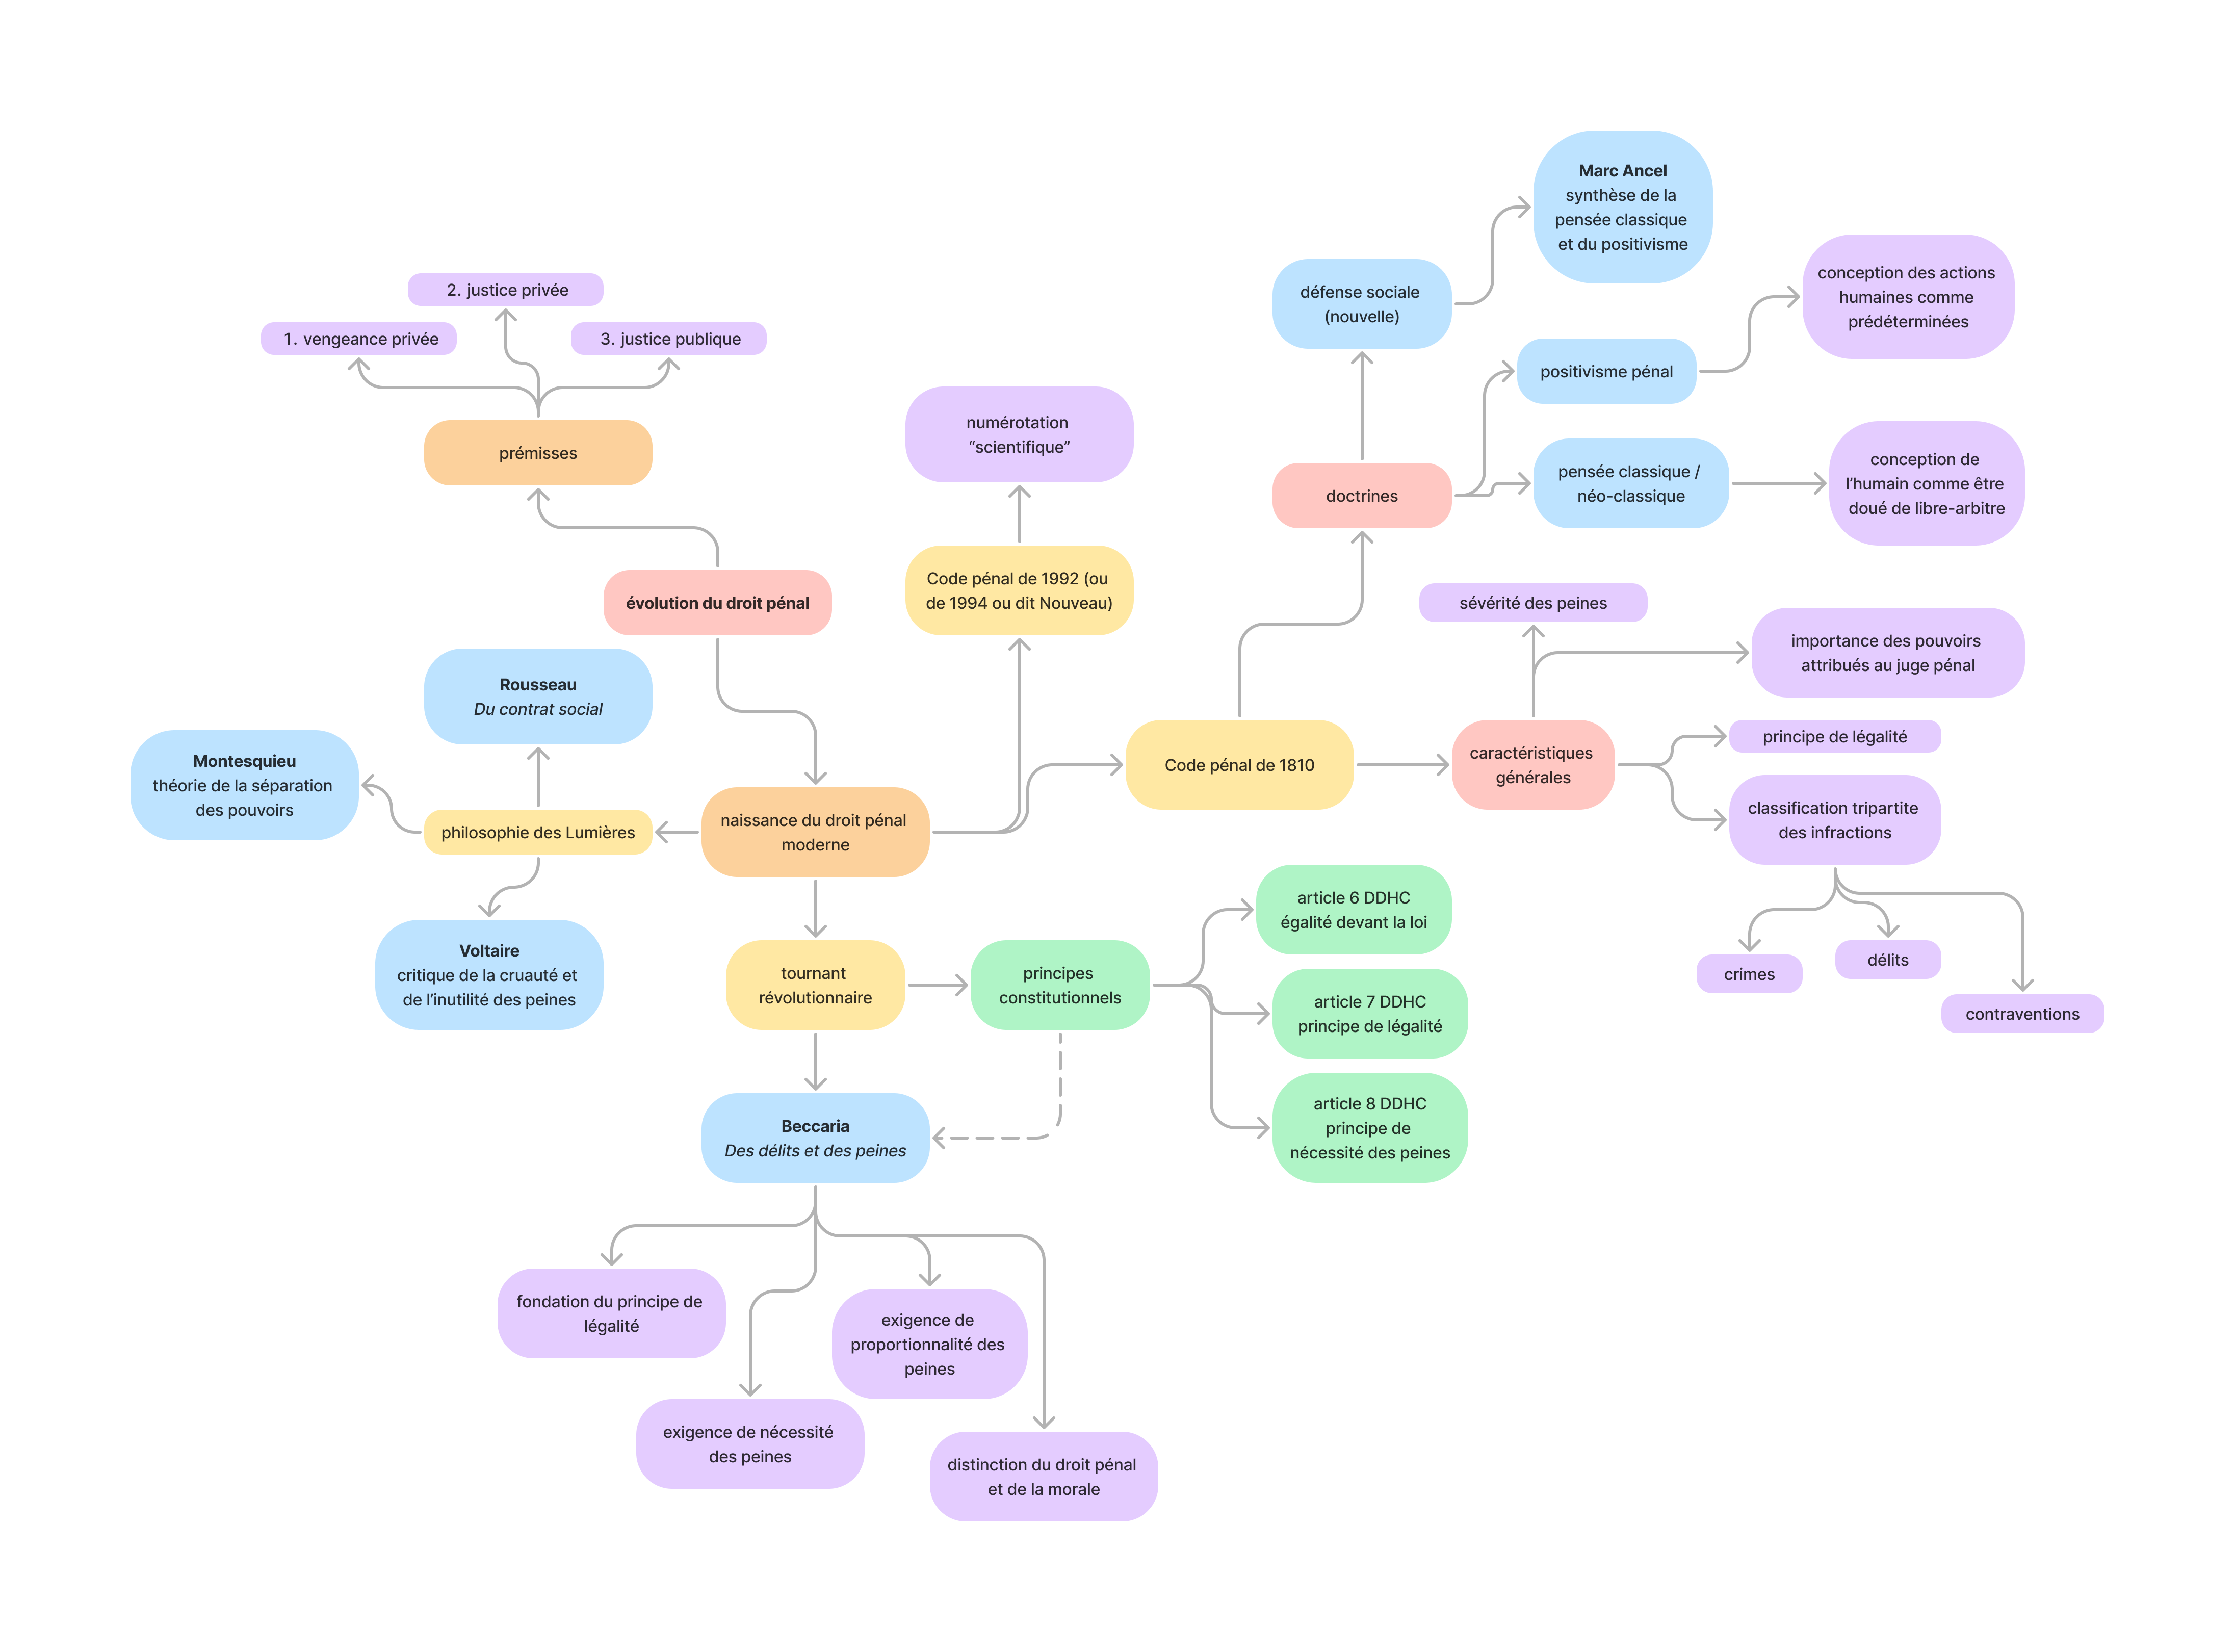 Marc Ancel
synthèse de la
pensée classique
et du positivisme
conception des actions
humaines comme
prédéterminées
défense sociale
(nouvelle)
2. justice privée
1. vengeance privée
3. justice publique
positivisme pénal
numérotation
“scientifique”
prémisses
conception de
l’humain comme être
doué de libre-arbitre
pensée classique /
néo-classique
doctrines
Code pénal de 1992 (ou
de 1994 ou dit Nouveau)
évolution du droit pénal
sévérité des peines
importance des pouvoirs
attribués au juge pénal
Rousseau
Du contrat social
Montesquieu
théorie de la séparation
des pouvoirs
Code pénal de 1810
caractéristiques
générales
principe de légalité
philosophie des Lumières
naissance du droit pénal
moderne
classification tripartite
des infractions
article 6 DDHC
égalité devant la loi
Voltaire
critique de la cruauté et
de l’inutilité des peines
tournant
révolutionnaire
principes
constitutionnels
crimes
délits
contraventions
article 7 DDHC
principe de légalité
article 8 DDHC
principe de
nécessité des peines
Beccaria
Des délits et des peines
fondation du principe de
légalité
exigence de
proportionnalité des
peines
exigence de nécessité
des peines
distinction du droit pénal
et de la morale